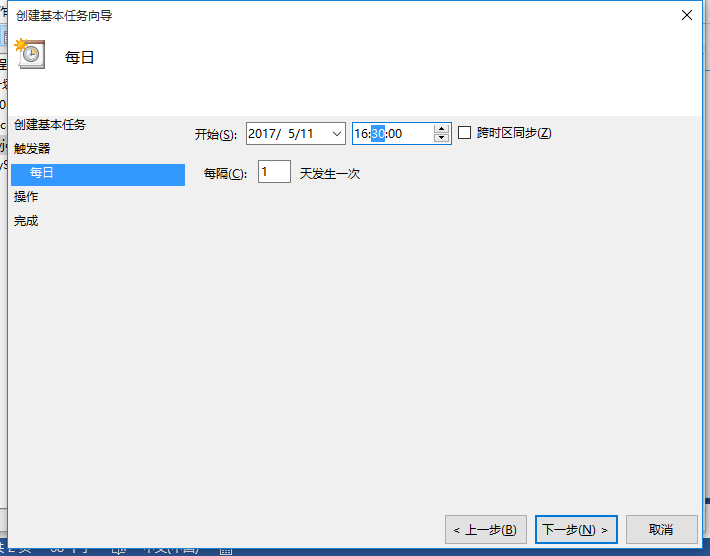 创建基本任务向导
每日
创建基本任务
触发器
每日
操作
完成
开始(S): 2017/ 5/11 16:30:00 跨时区同步(Z)
每隔(C): 1 天发生一次
< 上一步(B) 下一步(N) > 取消